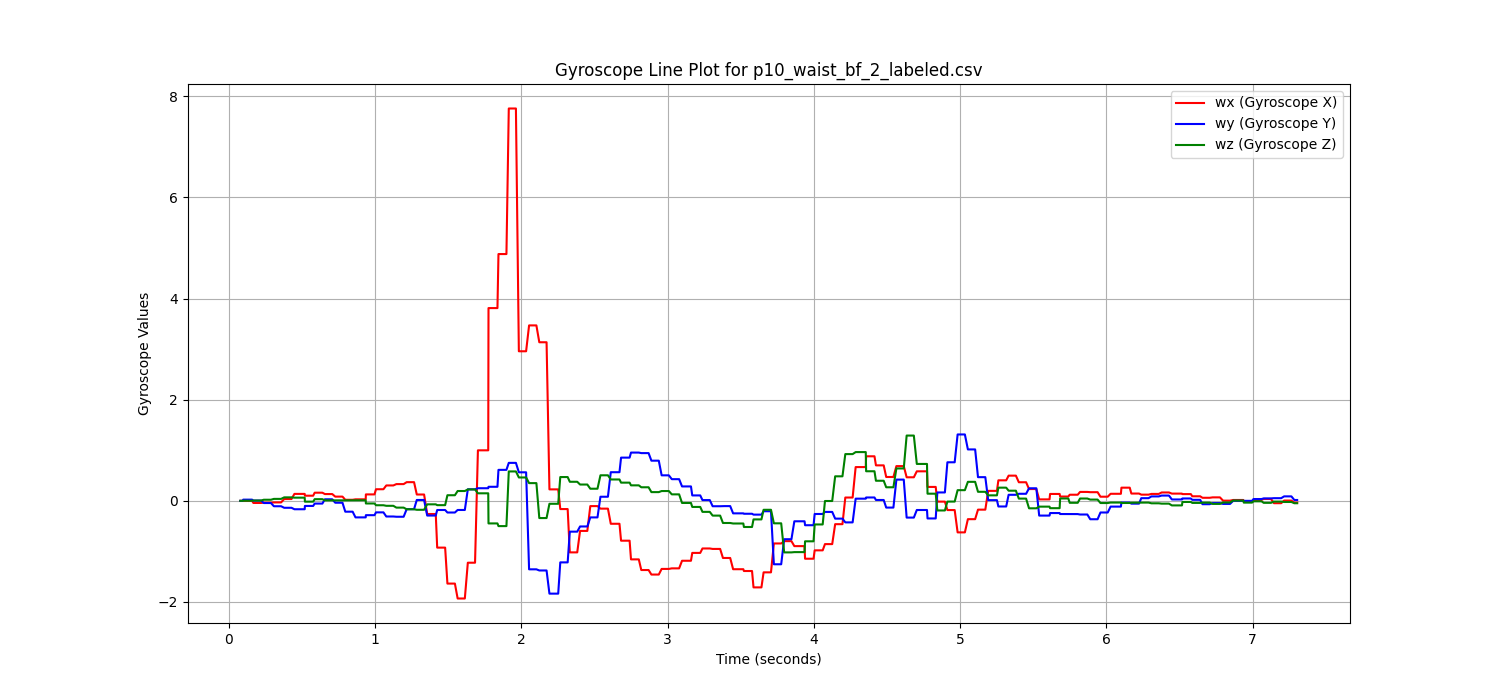 Gyroscope Line Plot for p10_waist_bf_2_labeled.csv
wx (Gyroscope X)
wy (Gyroscope Y)
wz (Gyroscope Z)
Gyroscope Values
8
6
4
2
0
−2
0 1 2 3 4 5 6 7
Time (seconds)